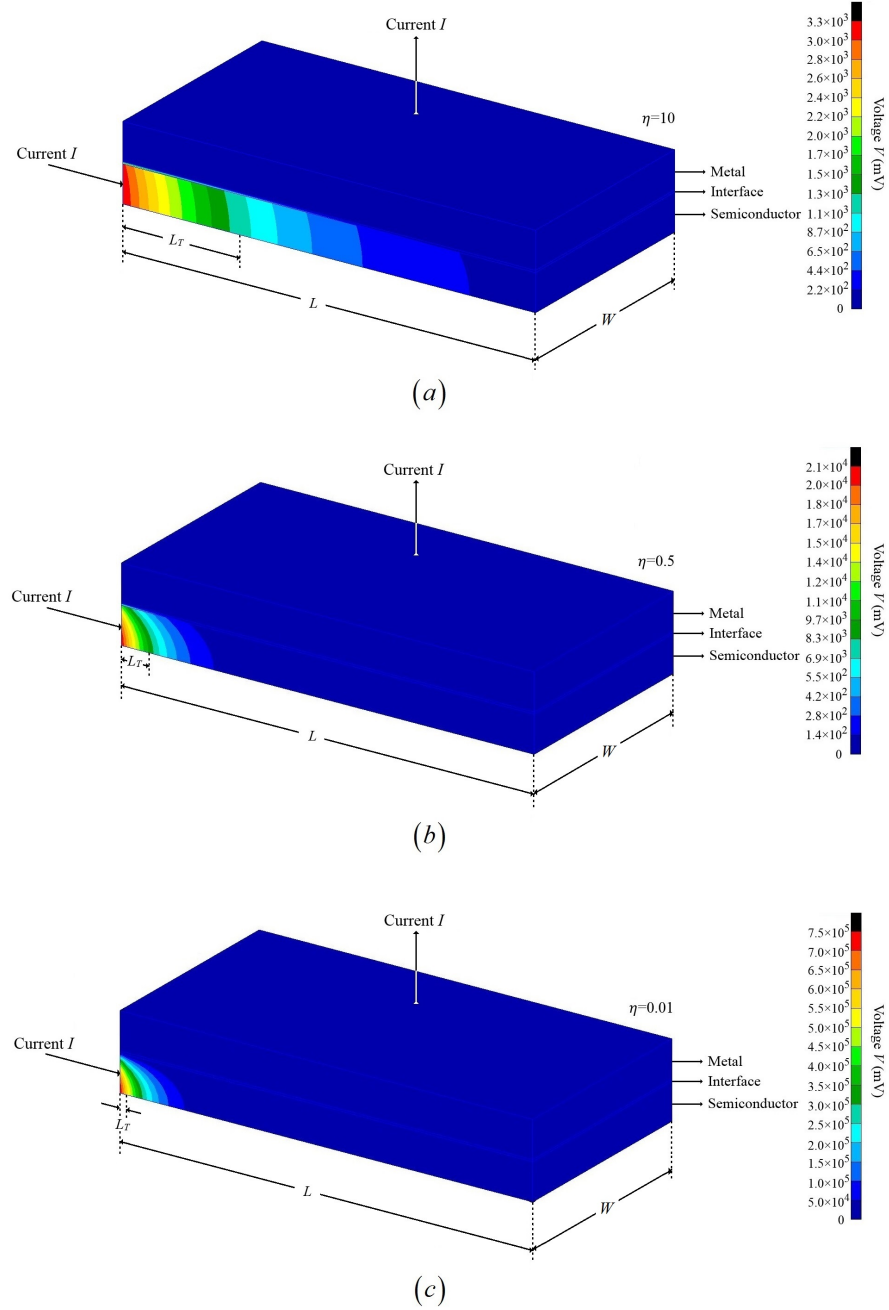 Current I
η=10
Current I
Metal
Interface
Semiconductor
L_T
L
W
3.3×10³
3.0×10³
2.8×10³
2.6×10³
2.4×10³
2.2×10³
2.0×10³
1.7×10³
1.5×10³
1.3×10³
1.1×10³
8.7×10²
6.5×10²
4.4×10²
2.2×10²
0
Voltage V (mV)
(a)
Current I
η=0.5
Current I
Metal
Interface
Semiconductor
L_T
L
W
2.1×10⁴
2.0×10⁴
1.8×10⁴
1.7×10⁴
1.5×10⁴
1.4×10⁴
1.2×10⁴
1.1×10⁴
9.7×10³
8.3×10³
6.9×10³
5.5×10²
4.2×10²
2.8×10²
1.4×10²
0
Voltage V (mV)
(b)
Current I
η=0.01
Current I
Metal
Interface
Semiconductor
L_T
L
W
7.5×10⁵
7.0×10⁵
6.5×10⁵
6.0×10⁵
5.5×10⁵
5.0×10⁵
4.5×10⁵
4.0×10⁵
3.5×10⁵
3.0×10⁵
2.5×10⁵
2.0×10⁵
1.5×10⁵
1.0×10⁵
5.0×10⁴
0
Voltage V (mV)
(c)